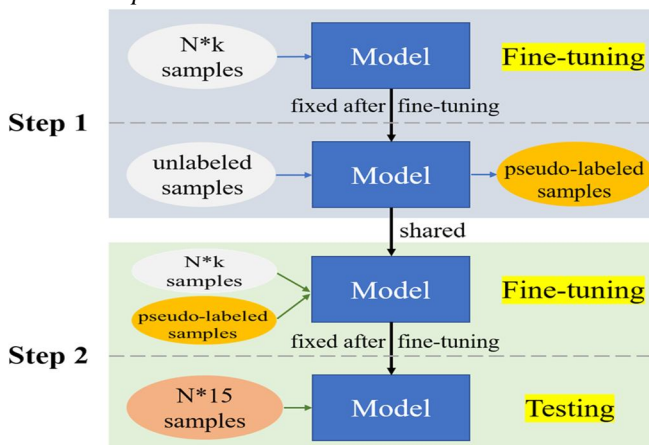 N*k
samples
Model
Fine-tuning
fixed after
fine-tuning
Step 1
unlabeled
samples
Model
pseudo-labeled
samples
shared
N*k
samples
pseudo-labeled
samples
Model
Fine-tuning
fixed after
fine-tuning
Step 2
N*15
samples
Model
Testing